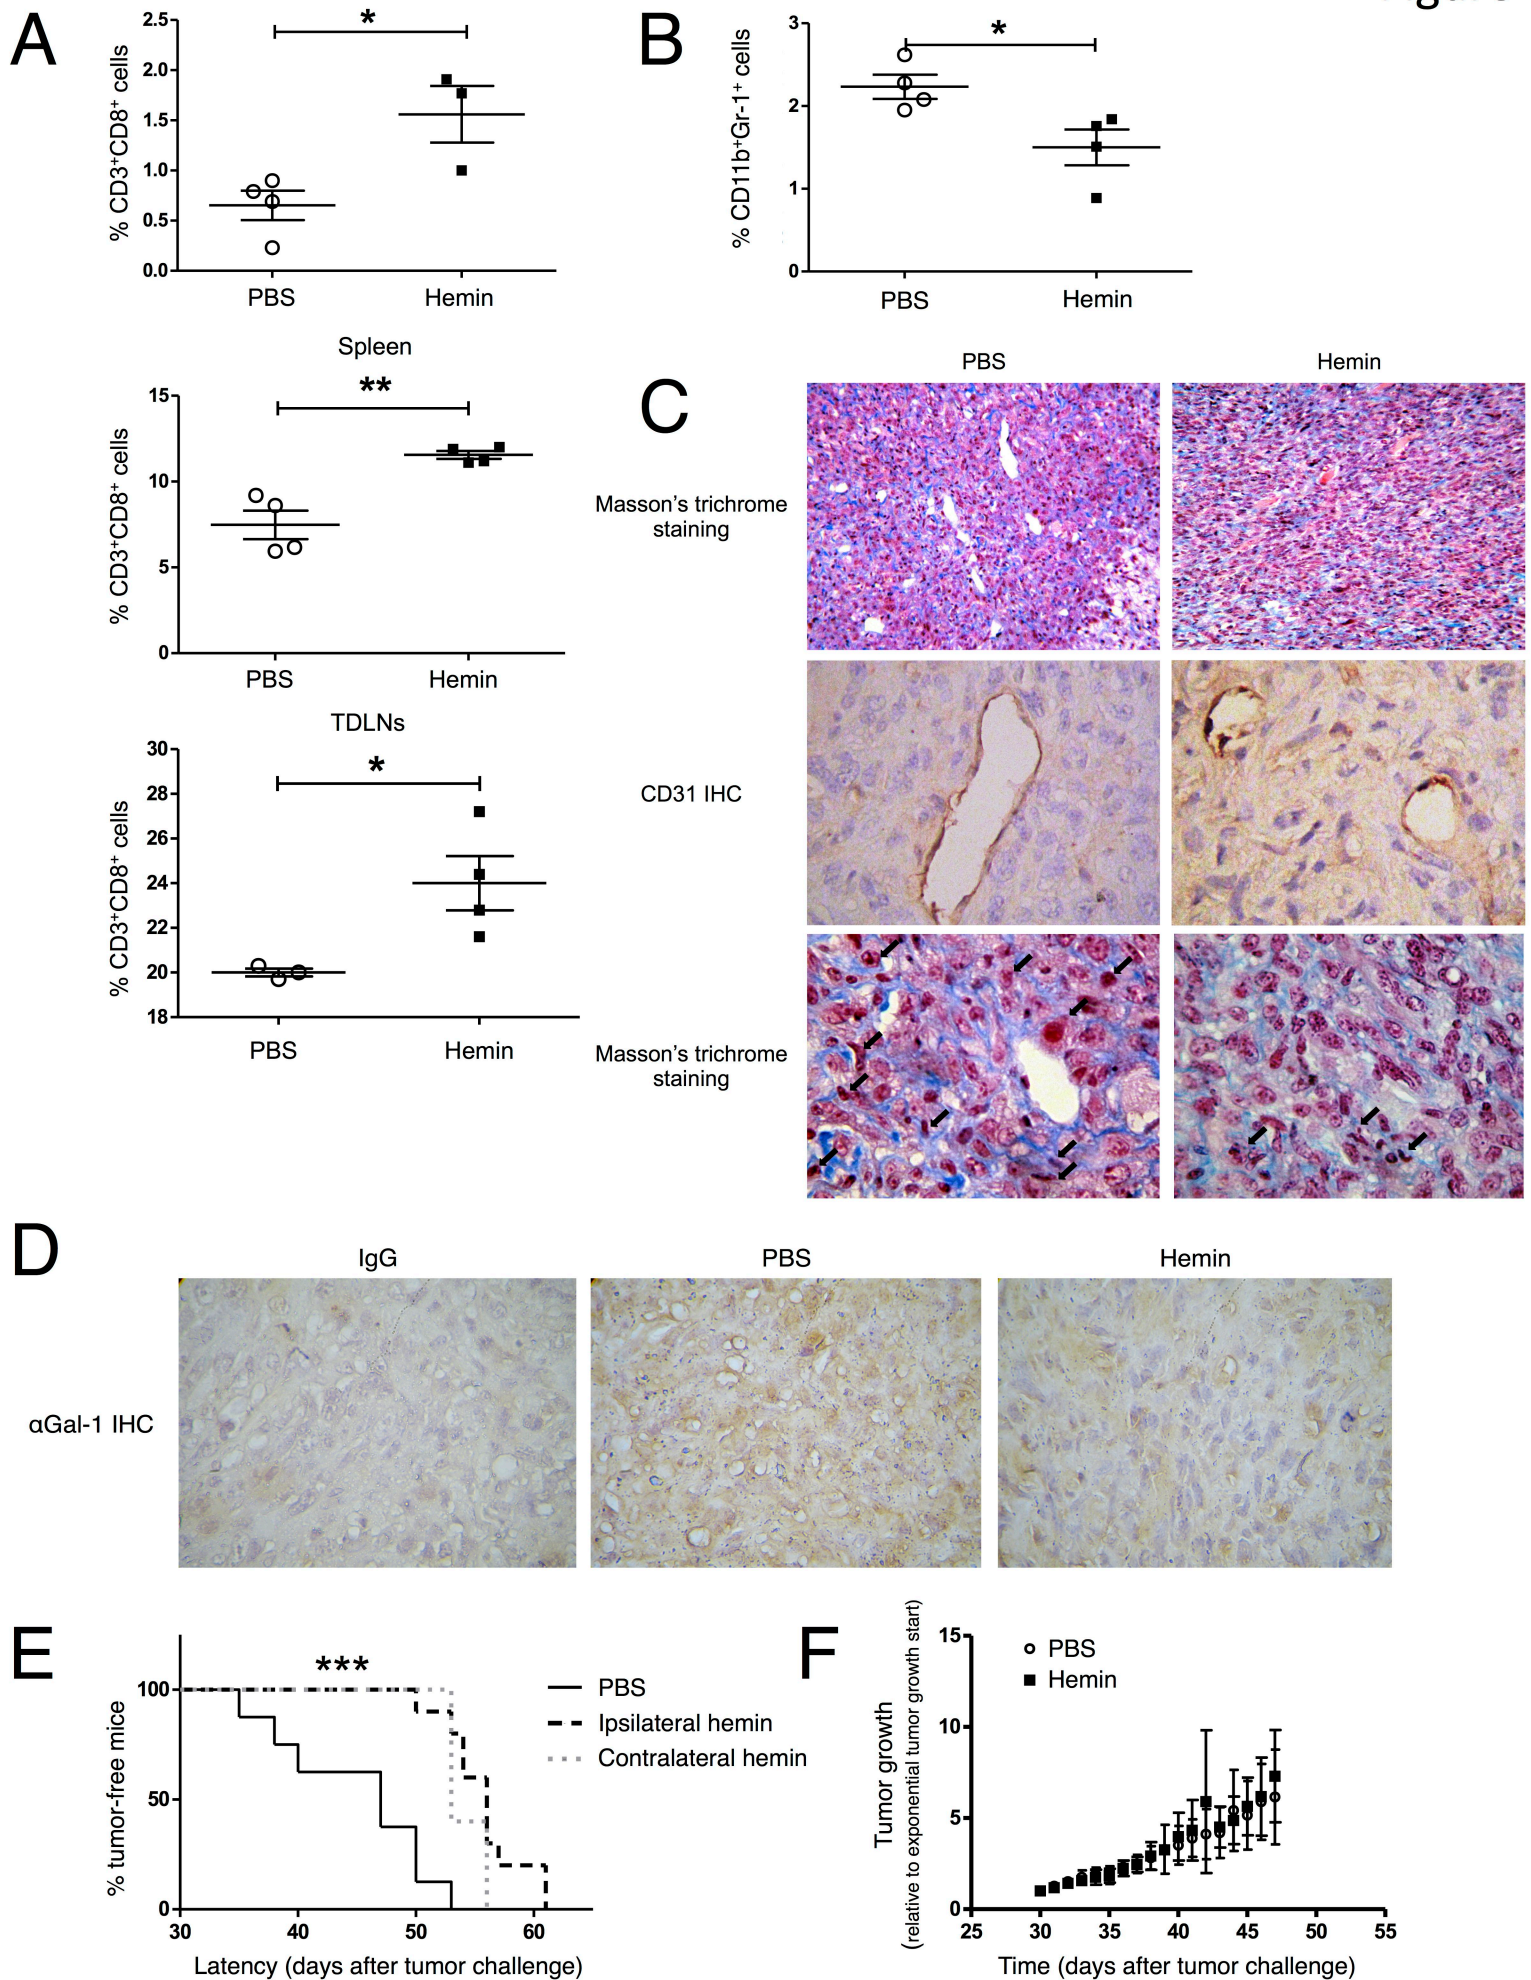 A
2.5
2.0
1.5
1.0
0.5
0.0
% CD3+CD8+ cells
*
PBS
Hemin
B
3
2
1
0
% CD11b+Gr-1+ cells
*
PBS
Hemin
Spleen
**
15
10
5
0
% CD3+CD8+ cells
PBS
Hemin
TDLNs
*
30
28
26
24
22
20
18
% CD3+CD8+ cells
PBS
Hemin
C
PBS
Hemin
Masson's trichrome
staining
CD31 IHC
Masson's trichrome
staining
D
IgG
PBS
Hemin
αGal-1 IHC
E
***
100
50
0
% tumor-free mice
30
40
50
60
Latency (days after tumor challenge)
PBS
Ipsilateral hemin
Contralateral hemin
F
Tumor growth
(relative to exponential tumor growth start)
15
10
5
0
PBS
Hemin
25
30
35
40
45
50
55
Time (days after tumor challenge)